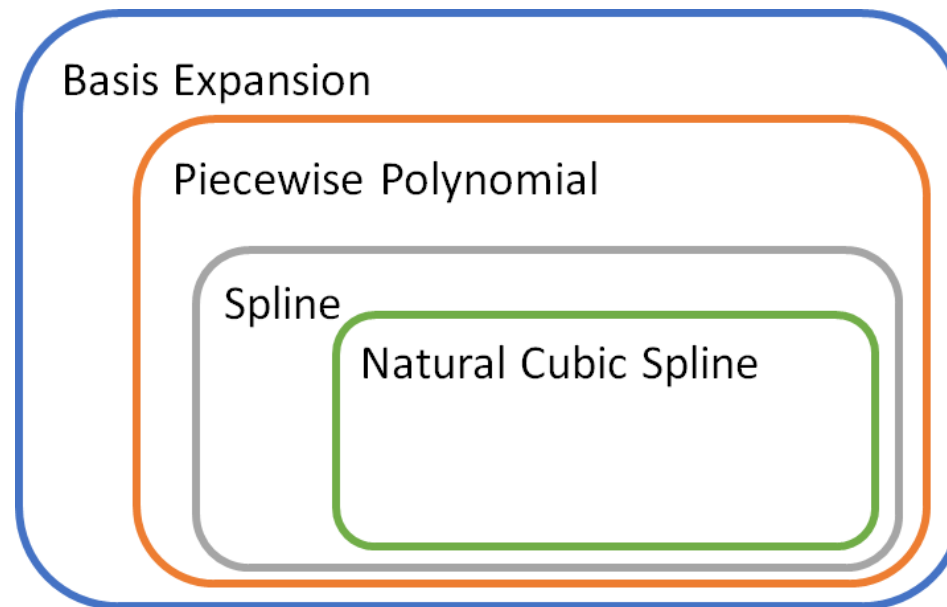 Basis Expansion
Piecewise Polynomial
Spline
Natural Cubic Spline